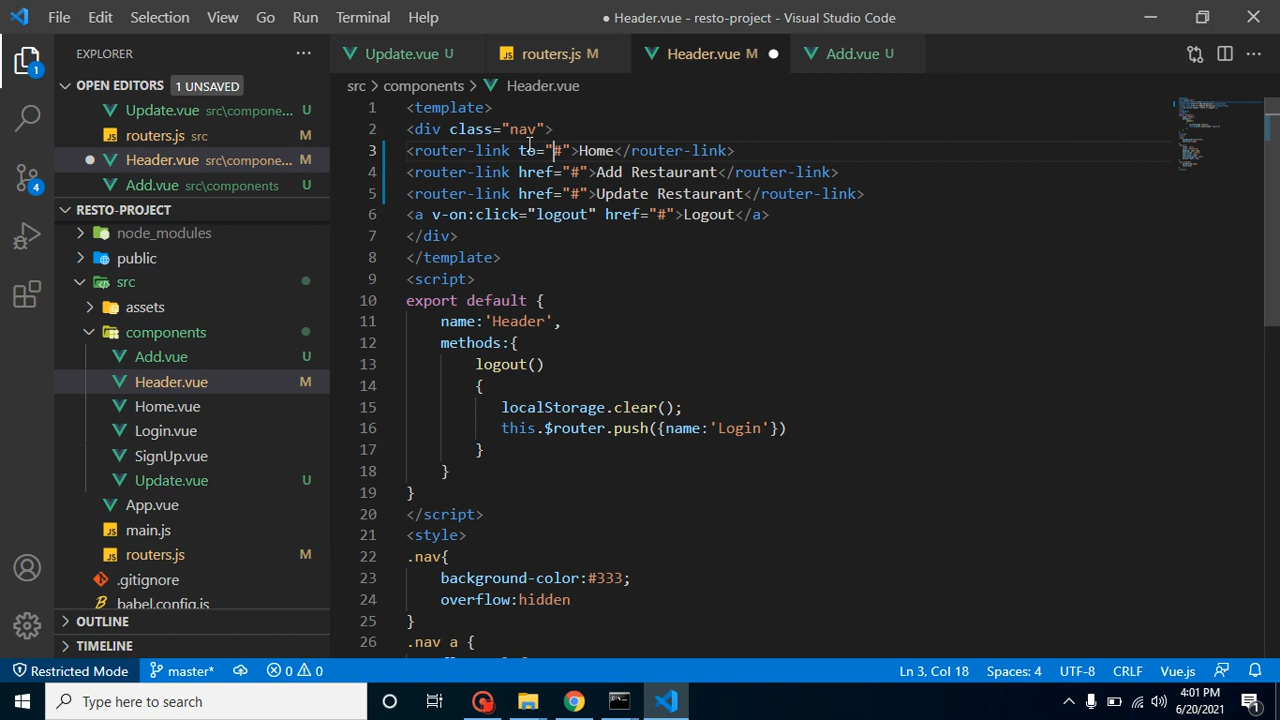 File Edit Selection View Go Run Terminal Help
● Header.vue - resto-project - Visual Studio Code
EXPLORER
OPEN EDITORS 1 UNSAVED
Update.vue src\compone... U
routers.js src M
Header.vue src\compone... M
Add.vue src\components U
RESTO-PROJECT
node_modules
public
src
assets
components
Add.vue U
Header.vue M
Home.vue
Login.vue
SignUp.vue
Update.vue U
App.vue
main.js
routers.js M
.gitignore
babel.config.js
OUTLINE
TIMELINE
1
4
Update.vue U
routers.js M
Header.vue M
Add.vue U
src > components > Header.vue
1 <template>
2 <div class="nav">
3 <router-link to="#">Home</router-link>
4 <router-link href="#">Add Restaurant</router-link>
5 <router-link href="#">Update Restaurant</router-link>
6 <a v-on:click="logout" href="#">Logout</a>
7 </div>
8 </template>
9 <script>
10 export default {
11 name:'Header',
12 methods:{
13 logout()
14 {
15 localStorage.clear();
16 this.$router.push({name:'Login'})
17 }
18 }
19 }
20 </script>
21 <style>
22 .nav{
23 background-color:#333;
24 overflow:hidden
25 }
26 .nav a {
Restricted Mode master* 0 0 Ln 3, Col 18 Spaces: 4 UTF-8 CRLF Vue.js
Type here to search
4:01 PM
6/20/2021
1